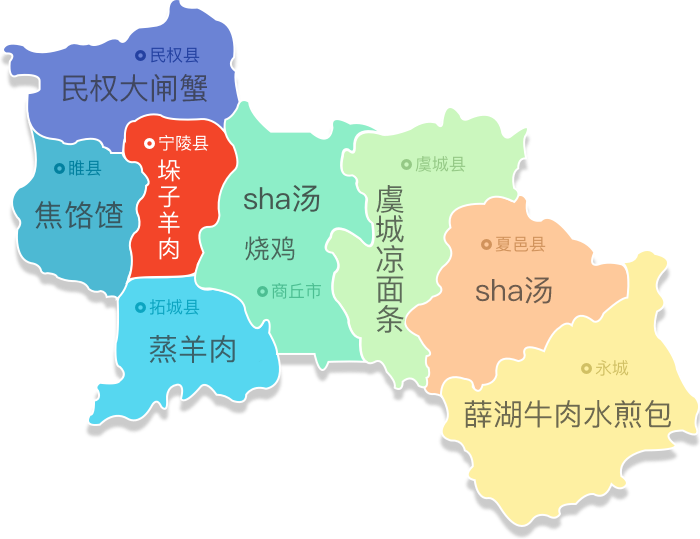 民权县
民权大闸蟹
宁陵县
垛子羊肉
睢县
焦饹馇
sha汤
烧鸡
商丘市
虞城县
虞城凉面条
夏邑县
sha汤
拓城县
蒸羊肉
永城
薛湖牛肉水煎包